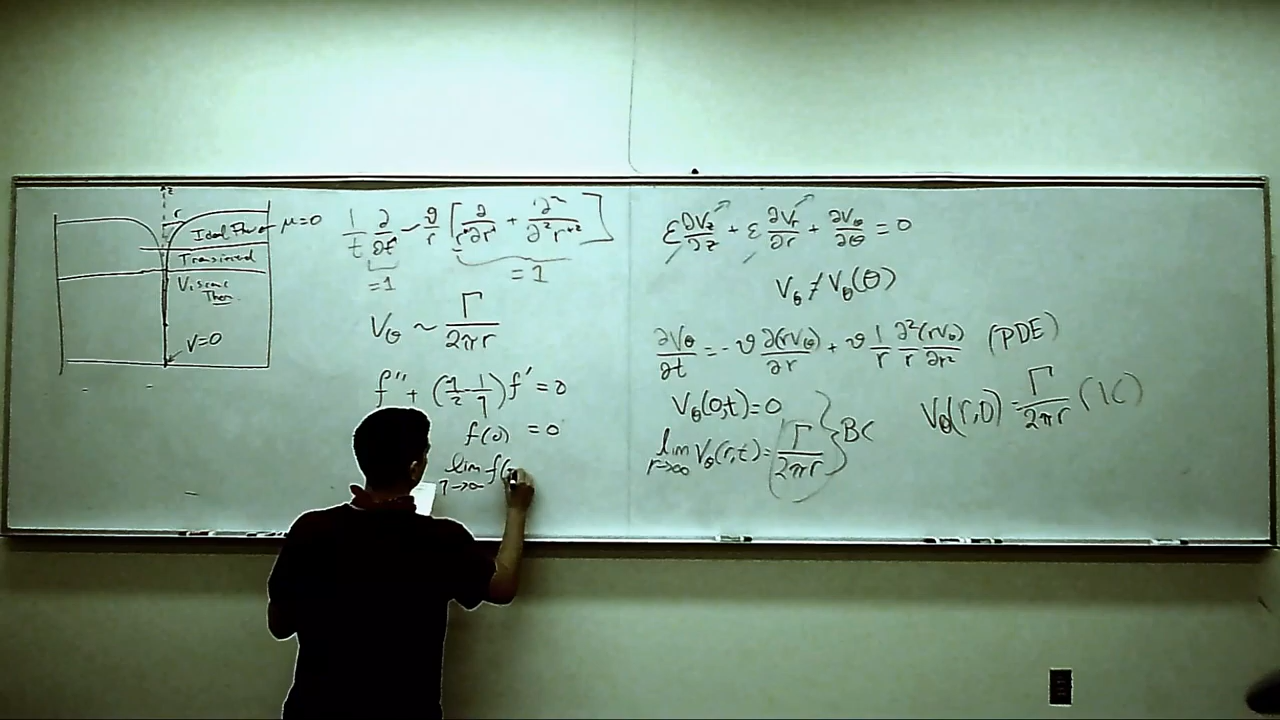 z
r
Ideal Flow μ=0
Viscous
V=0
1/t ∂/∂t* ~ ϑ/r [∂/r*∂r* + ∂²/∂²r*²]
=1
=1
V_θ ~ Γ/2πr
f'' + (η/2 - 1/η) f' = 0
f(0) = 0
lim η→∞ f(
ε ∂V_z/∂z + ε ∂V_r/∂r + ∂V_θ/∂θ = 0
V_θ ≠ V_θ(θ)
∂V_θ/∂t = -ϑ ∂(rV_θ)/∂r + ϑ 1/r ∂²(rV_θ)/r ∂r² (PDE)
V_θ(0,t) = 0
lim r→∞ V_θ(r,t) = Γ/2πr } BC
V_θ(r,0) = Γ/2πr (IC)